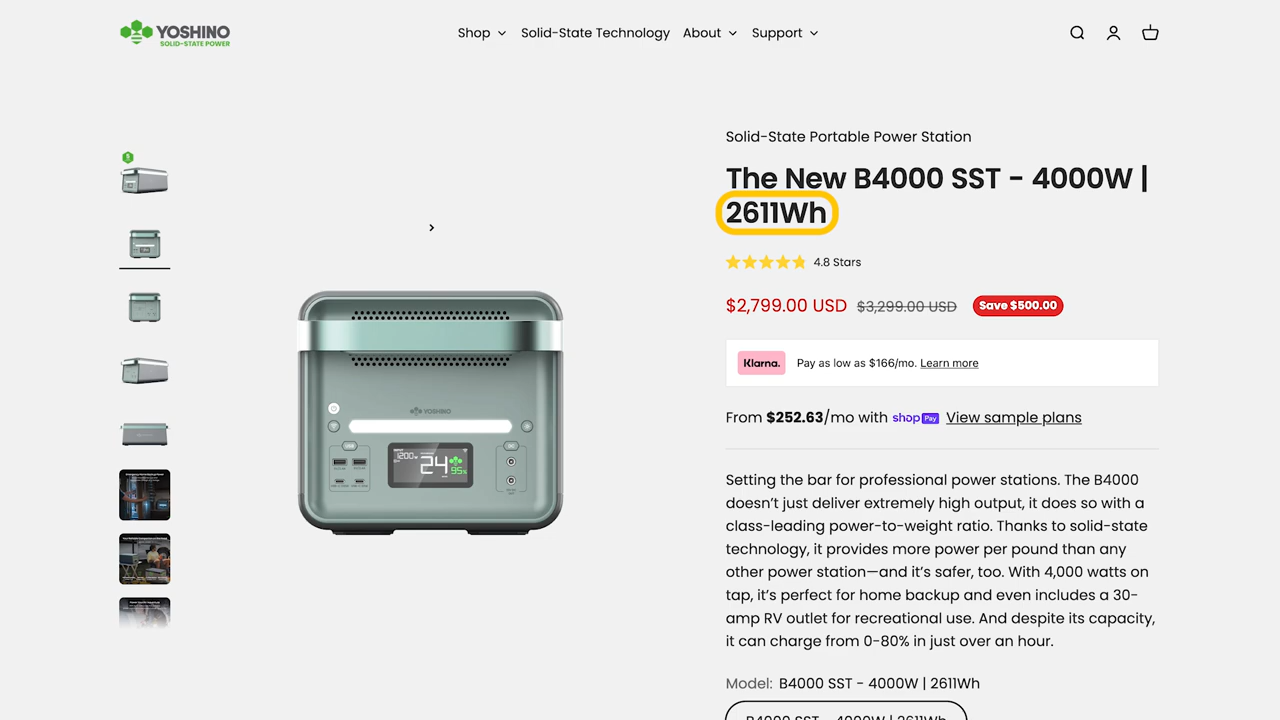 YOSHINO
SOLID-STATE POWER
Shop
Solid-State Technology
About
Support
Solid-State Portable Power Station
The New B4000 SST - 4000W |
2611Wh
4.8 Stars
$2,799.00 USD $3,299.00 USD Save $500.00
Klarna. Pay as low as $166/mo. Learn more
From $252.63/mo with shop Pay View sample plans
Setting the bar for professional power stations. The B4000
doesn't just deliver extremely high output, it does so with a
class-leading power-to-weight ratio. Thanks to solid-state
technology, it provides more power per pound than any
other power station—and it's safer, too. With 4,000 watts on
tap, it's perfect for home backup and even includes a 30-
amp RV outlet for recreational use. And despite its capacity,
it can charge from 0-80% in just over an hour.
Model: B4000 SST - 4000W | 2611Wh
B4000 SST - 4000W | 2611Wh
YOSHINO
1200w
24
95%